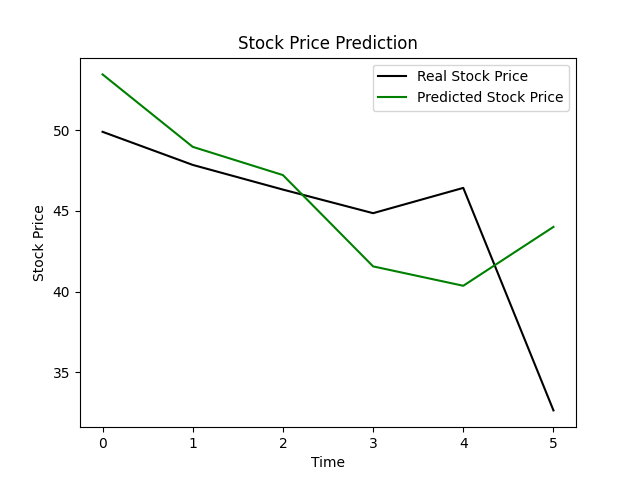 Stock Price Prediction
Real Stock Price
Predicted Stock Price
Stock Price
50
45
40
35
0 1 2 3 4 5
Time